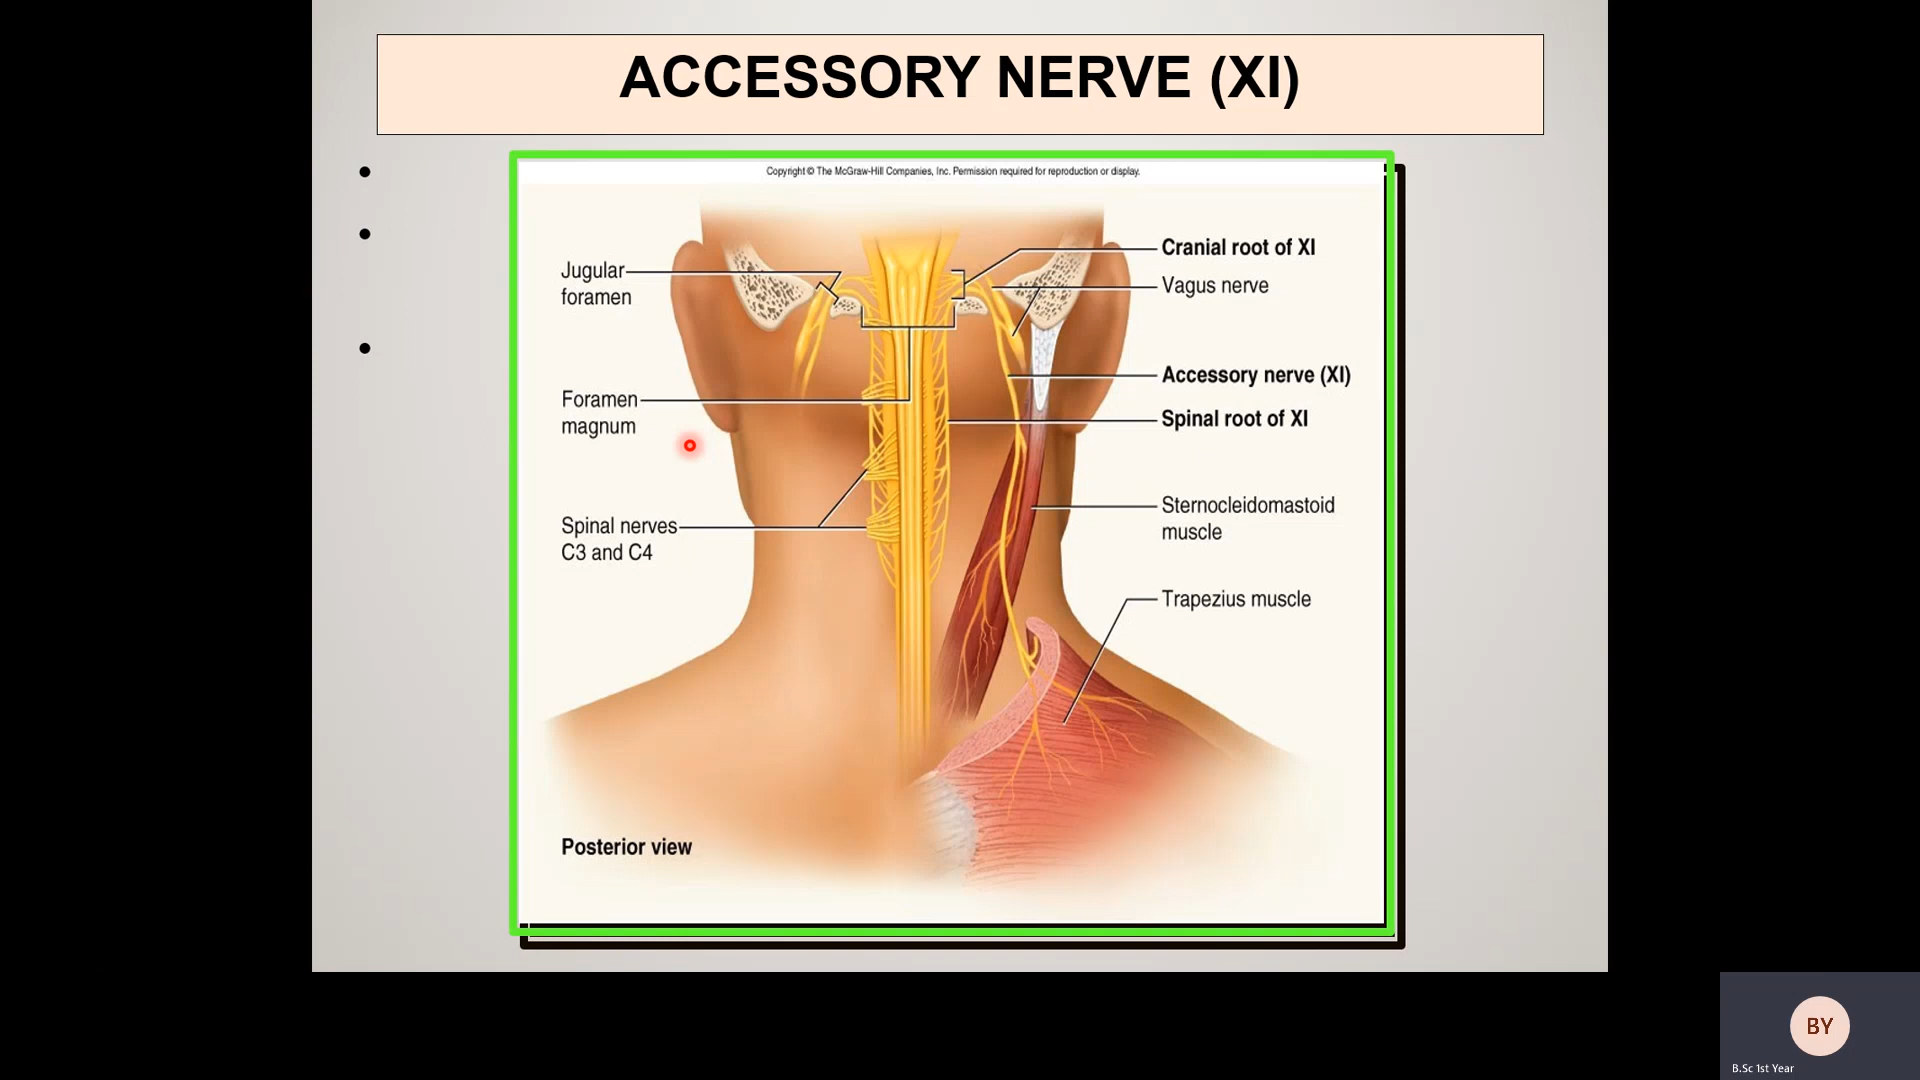 ACCESSORY NERVE (XI)
Copyright © The McGraw-Hill Companies, Inc. Permission required for reproduction or display.
Jugular
foramen
Foramen
magnum
Spinal nerves
C3 and C4
Posterior view
Cranial root of XI
Vagus nerve
Accessory nerve (XI)
Spinal root of XI
Sternocleidomastoid
muscle
Trapezius muscle
BY
B.Sc 1st Year